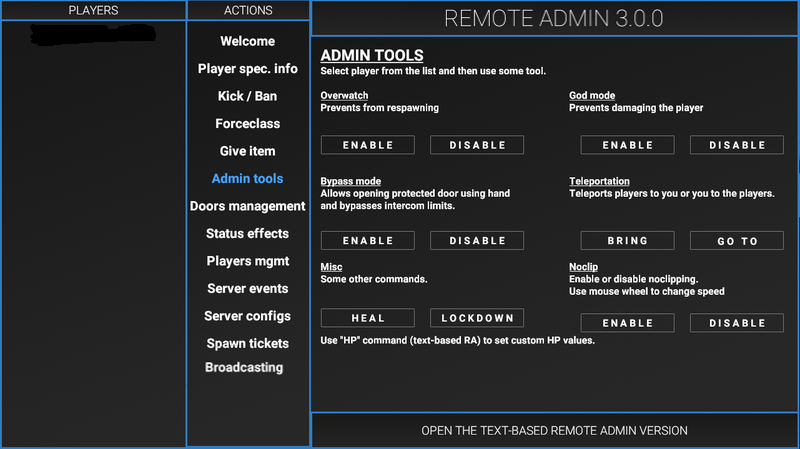 PLAYERS
ACTIONS
Welcome
Player spec. info
Kick / Ban
Forceclass
Give item
Admin tools
Doors management
Status effects
Players mgmt
Server events
Server configs
Spawn tickets
Broadcasting
REMOTE ADMIN 3.0.0
ADMIN TOOLS
Select player from the list and then use some tool.
Overwatch
Prevents from respawning
ENABLE DISABLE
God mode
Prevents damaging the player
ENABLE DISABLE
Bypass mode
Allows opening protected door using hand
and bypasses intercom limits.
ENABLE DISABLE
Teleportation
Teleports players to you or you to the players.
BRING GO TO
Misc
Some other commands.
HEAL LOCKDOWN
Use "HP" command (text-based RA) to set custom HP values.
Noclip
Enable or disable noclipping.
Use mouse wheel to change speed
ENABLE DISABLE
OPEN THE TEXT-BASED REMOTE ADMIN VERSION